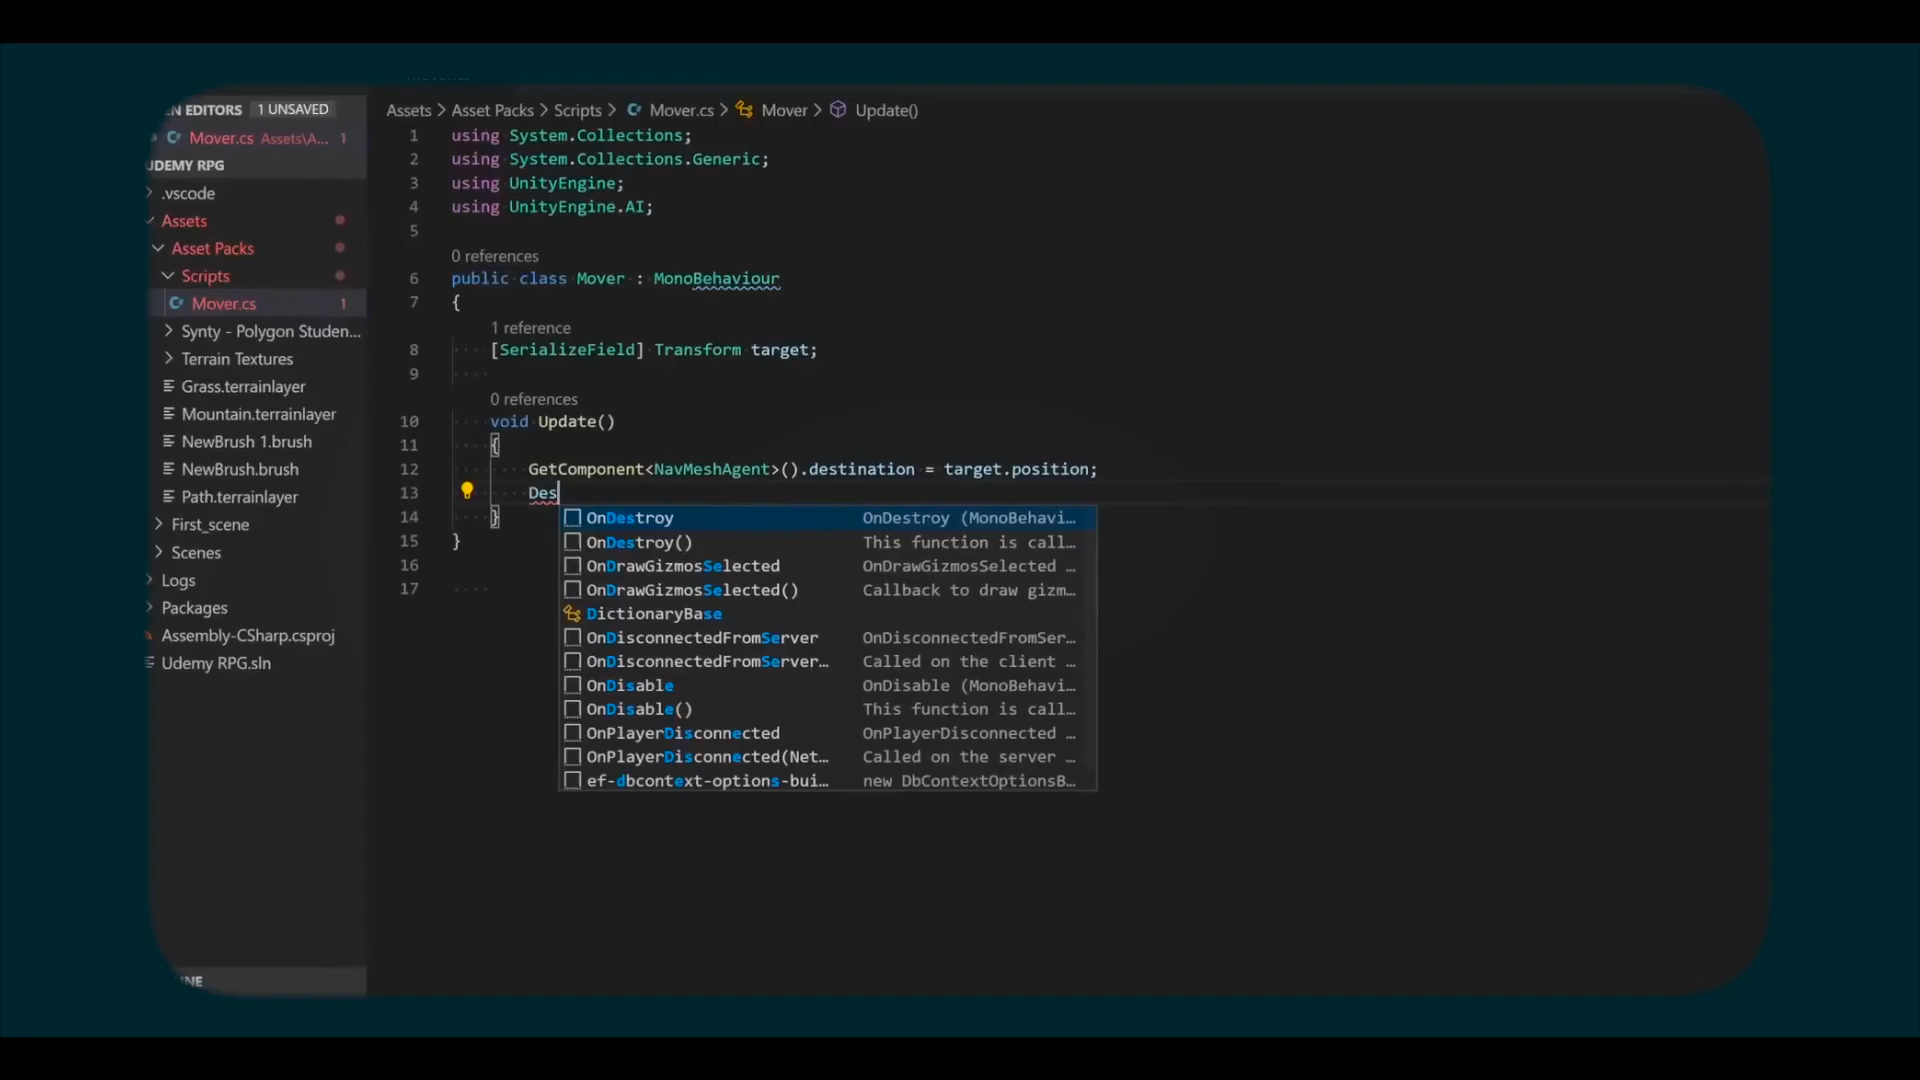 EN EDITORS 1 UNSAVED
Mover.cs Assets\A... 1
UDEMY RPG
.vscode
Assets
Asset Packs
Scripts
Mover.cs 1
Synty - Polygon Studen...
Terrain Textures
Grass.terrainlayer
Mountain.terrainlayer
NewBrush 1.brush
NewBrush.brush
Path.terrainlayer
First_scene
Scenes
Logs
Packages
Assembly-CSharp.csproj
Udemy RPG.sln
INE
Assets > Asset Packs > Scripts > Mover.cs > Mover > Update()
1 using System.Collections;
2 using System.Collections.Generic;
3 using UnityEngine;
4 using UnityEngine.AI;
5
0 references
6 public class Mover : MonoBehaviour
7 {
1 reference
8 [SerializeField] Transform target;
9
0 references
10 void Update()
11 {
12 GetComponent<NavMeshAgent>().destination = target.position;
13 Des
14 }
15 }
16
17
OnDestroy OnDestroy (MonoBehavi...
OnDestroy() This function is call...
OnDrawGizmosSelected OnDrawGizmosSelected ...
OnDrawGizmosSelected() Callback to draw gizm...
DictionaryBase
OnDisconnectedFromServer OnDisconnectedFromSer...
OnDisconnectedFromServer... Called on the client ...
OnDisable OnDisable (MonoBehavi...
OnDisable() This function is call...
OnPlayerDisconnected OnPlayerDisconnected ...
OnPlayerDisconnected(Net... Called on the server ...
ef-dbcontext-options-bui... new DbContextOptionsB...